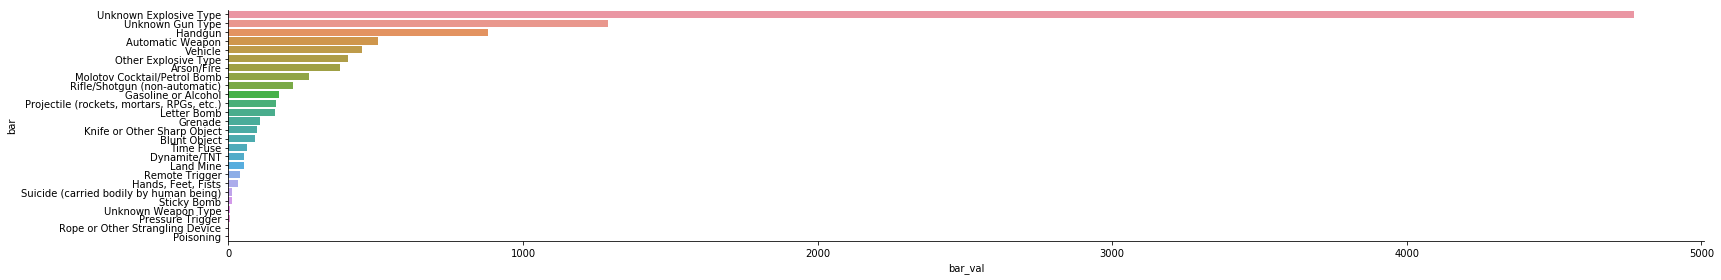 Unknown Explosive Type
Unknown Gun Type
Handgun
Automatic Weapon
Vehicle
Other Explosive Type
Arson/Fire
Molotov Cocktail/Petrol Bomb
Rifle/Shotgun (non-automatic)
Gasoline or Alcohol
Projectile (rockets, mortars, RPGs, etc.)
Letter Bomb
Grenade
Knife or Other Sharp Object
Blunt Object
Time Fuse
Dynamite/TNT
Land Mine
Remote Trigger
Hands, Feet, Fists
Suicide (carried bodily by human being)
Sticky Bomb
Unknown Weapon Type
Pressure Trigger
Rope or Other Strangling Device
Poisoning
bar
0 1000 2000 3000 4000 5000
bar_val